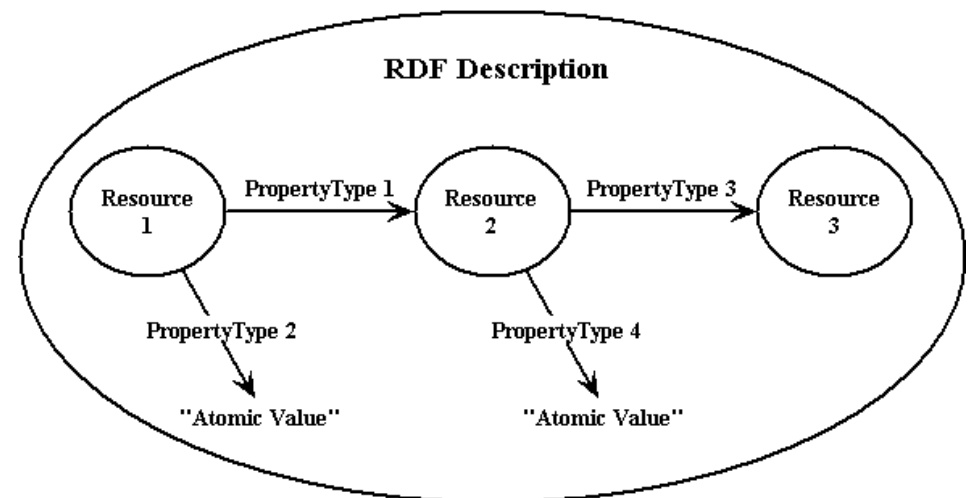 RDF Description
Resource
1
PropertyType 1
Resource
2
PropertyType 3
Resource
3
PropertyType 2
PropertyType 4
"Atomic Value"
"Atomic Value"